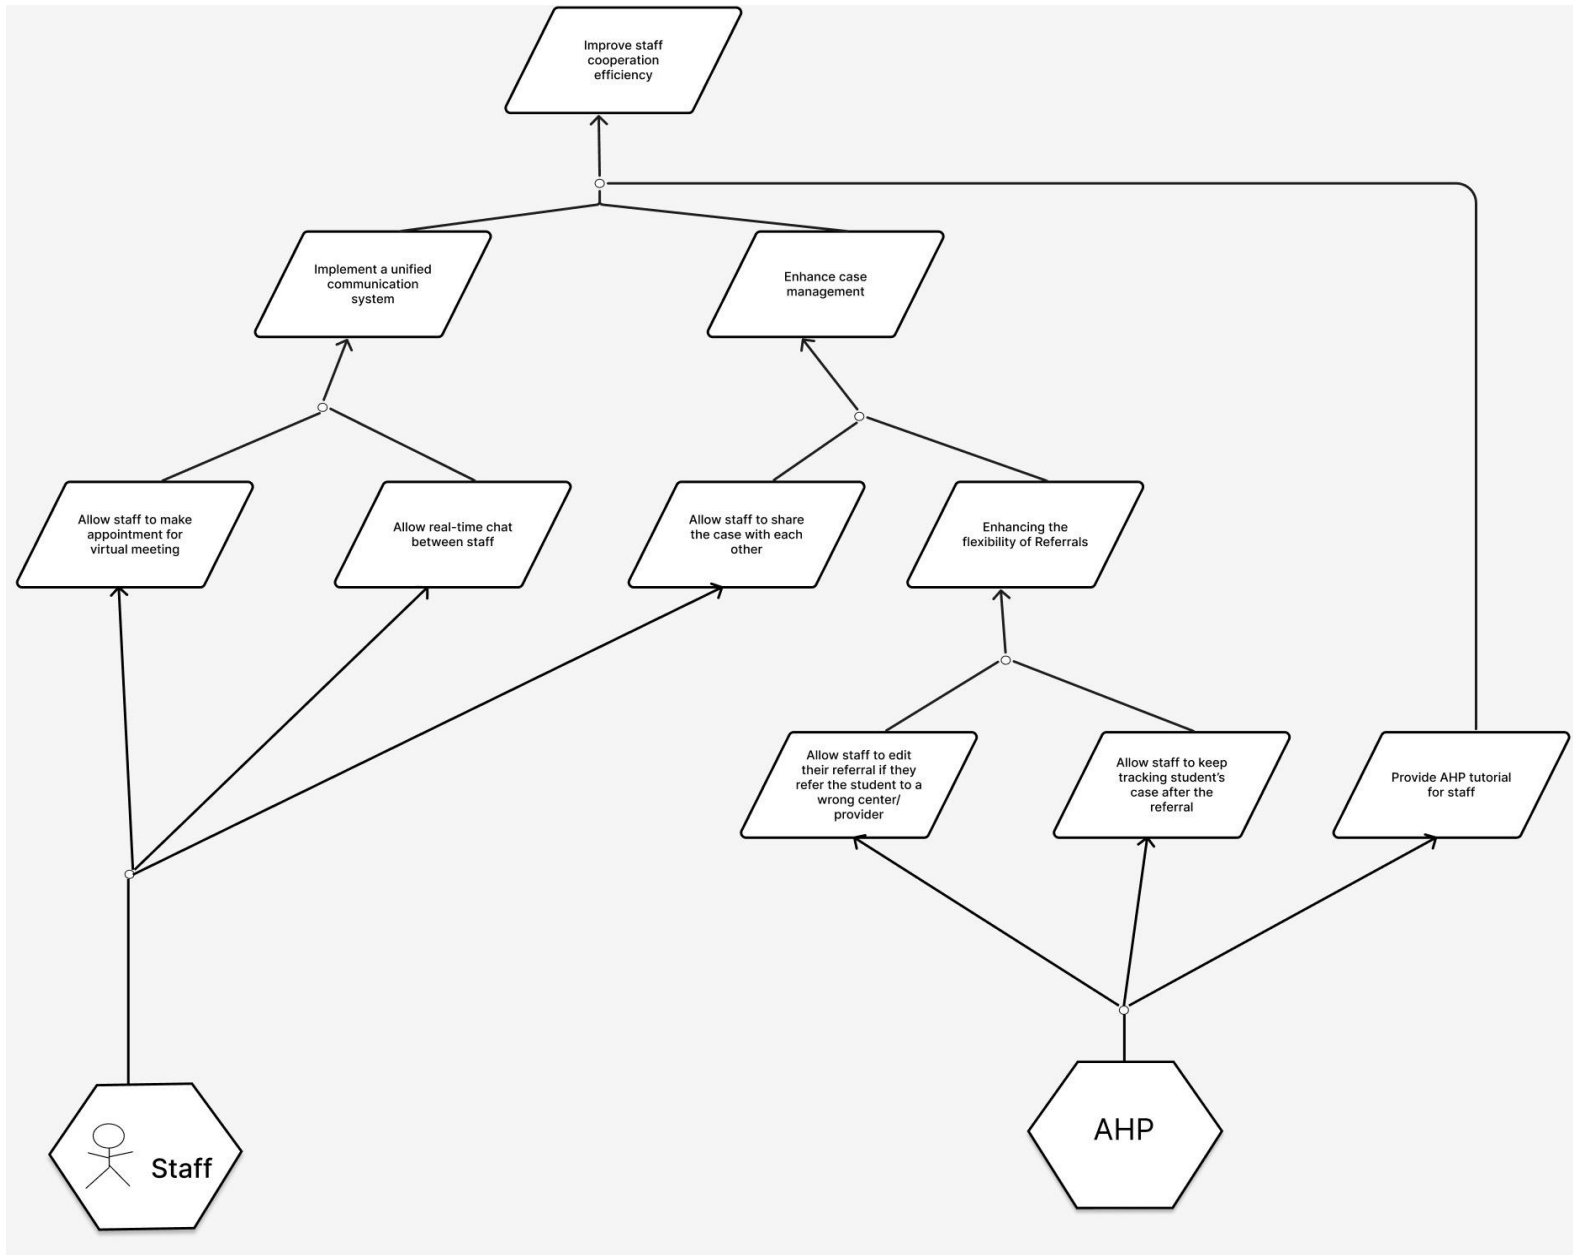 Improve staff
cooperation
efficiency
Implement a unified
communication
system
Enhance case
management
Allow staff to make
appointment for
virtual meeting
Allow real-time chat
between staff
Allow staff to share
the case with each
other
Enhancing the
flexibility of Referrals
Allow staff to edit
their referral if they
refer the student to a
wrong center/
provider
Allow staff to keep
tracking student's
case after the
referral
Provide AHP tutorial
for staff
Staff
AHP